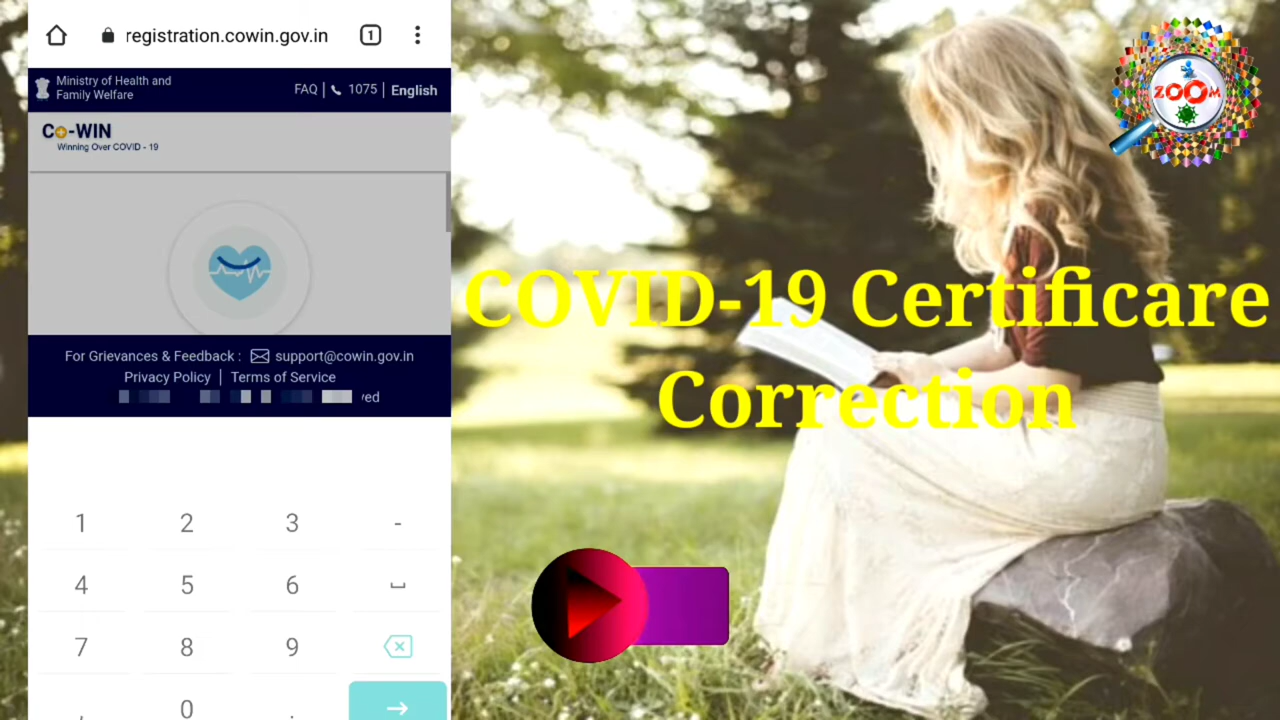 registration.cowin.gov.in
1
Ministry of Health and
Family Welfare
FAQ | 1075 | English
Co-WIN
Winning Over COVID - 19
For Grievances & Feedback : support@cowin.gov.in
Privacy Policy | Terms of Service
ved
1 2 3 -
4 5 6
7 8 9
, 0 .
ZOOM
COVID-19 Certificare
Correction